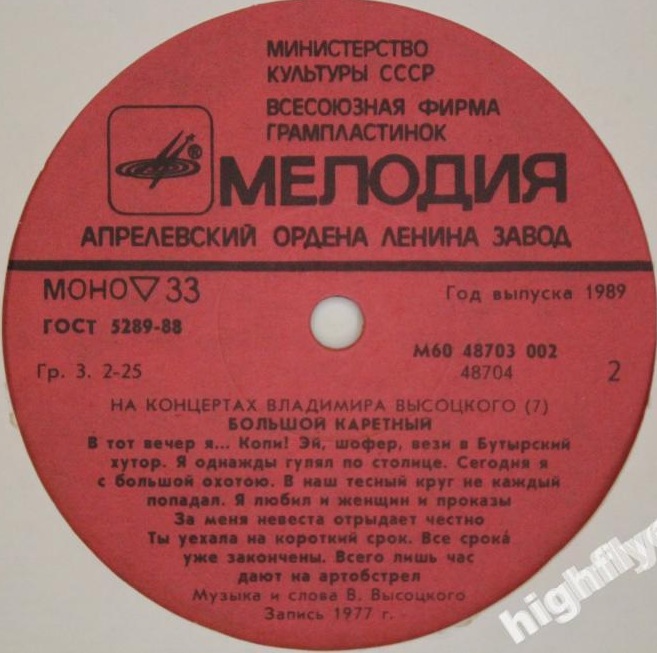 МИНИСТЕРСТВО
КУЛЬТУРЫ СССР
ВСЕСОЮЗНАЯ ФИРМА
ГРАМПЛАСТИНОК
®
МЕЛОДИЯ
АПРЕЛЕВСКИЙ ОРДЕНА ЛЕНИНА ЗАВОД
МОНО▽33
Год выпуска 1989
ГОСТ 5289-88
М60 48703 002
Гр. 3. 2-25
48704
2
НА КОНЦЕРТАХ ВЛАДИМИРА ВЫСОЦКОГО (7)
БОЛЬШОЙ КАРЕТНЫЙ
В тот вечер я... Копи! Эй, шофер, вези в Бутырский
хутор. Я однажды гулял по столице. Сегодня я
с большой охотою. В наш тесный круг не каждый
попадал. Я любил и женщин и проказы
За меня невеста отрыдает честно
Ты уехала на короткий срок. Все срока́
уже закончены. Всего лишь час
дают на артобстрел
Музыка и слова В. Высоцкого
Запись 1977 г.